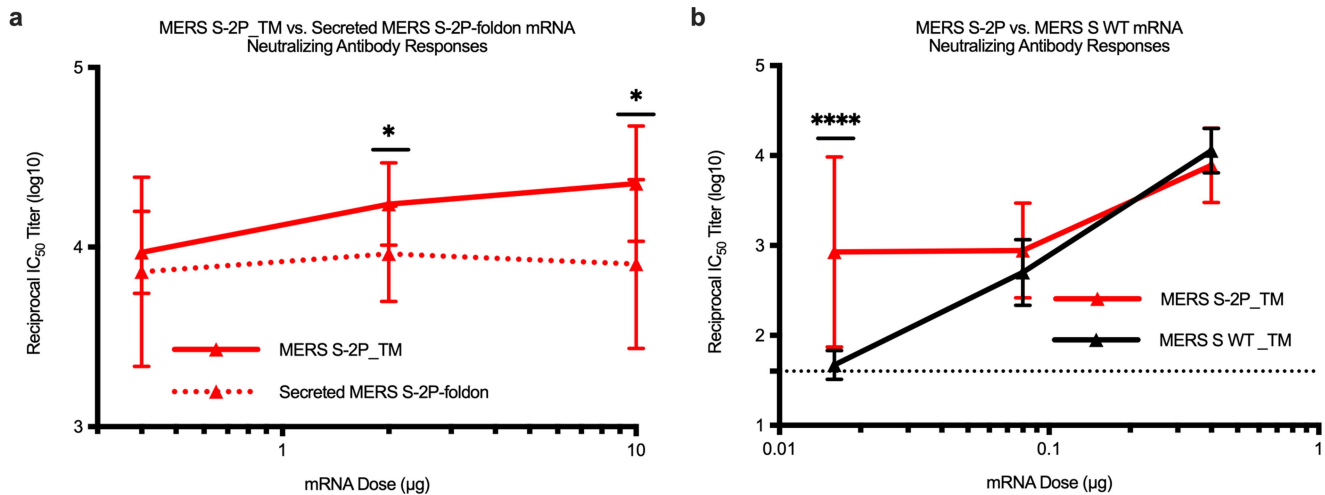 a
MERS S-2P_TM vs. Secreted MERS S-2P-foldon mRNA
Neutralizing Antibody Responses
Reciprocal IC50 Titer (log10)
5
4
3
*
*
MERS S-2P_TM
Secreted MERS S-2P-foldon
1
10
mRNA Dose (µg)
b
MERS S-2P vs. MERS S WT mRNA
Neutralizing Antibody Responses
Reciprocal IC50 Titer (log10)
5
4
3
2
1
****
MERS S-2P_TM
MERS S WT _TM
0.01
0.1
1
mRNA Dose (µg)